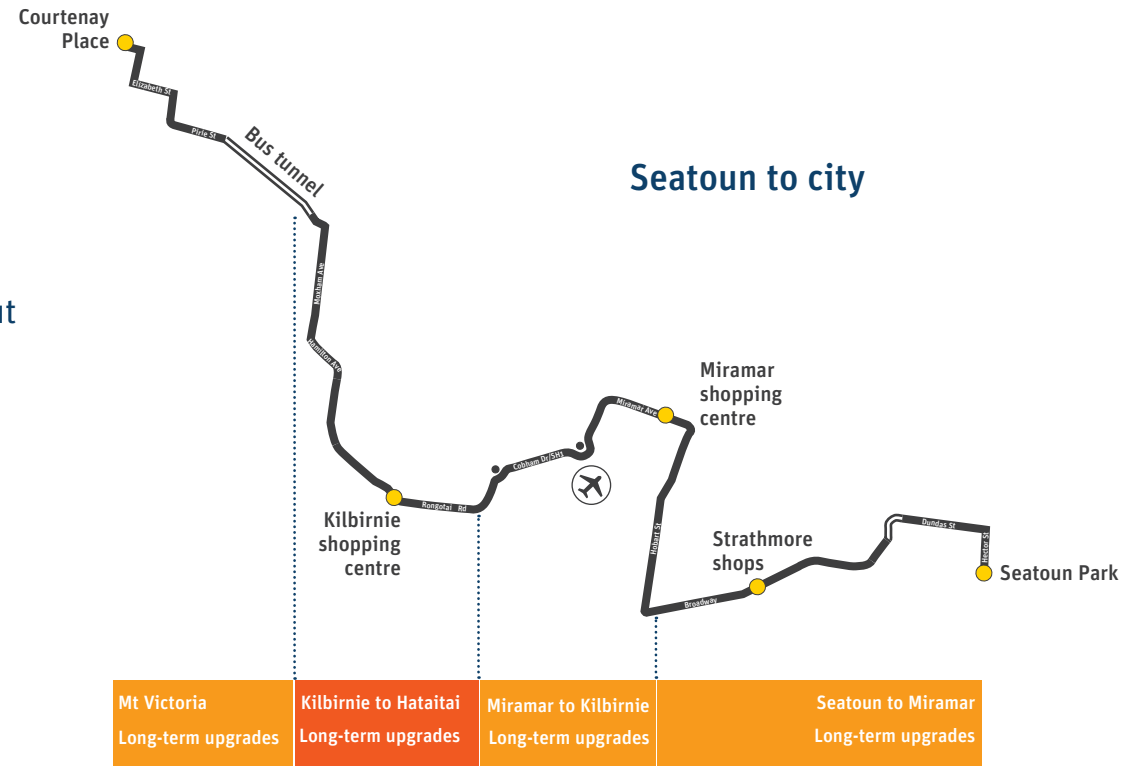 Courtenay
Place
Elizabeth St
Pirie St
Bus tunnel
Seatoun to city
Moxham Ave
ut
Hamilton Ave
Miramar
shopping
centre
Miramar Ave
Cobham Dr/SH1
Rongotai Rd
Kilbirnie
shopping
centre
Hobart St
Strathmore
shops
Dundas St
Hector St
Seatoun Park
Broadway
Mt Victoria
Long-term upgrades
Kilbirnie to Hataitai
Long-term upgrades
Miramar to Kilbirnie
Long-term upgrades
Seatoun to Miramar
Long-term upgrades